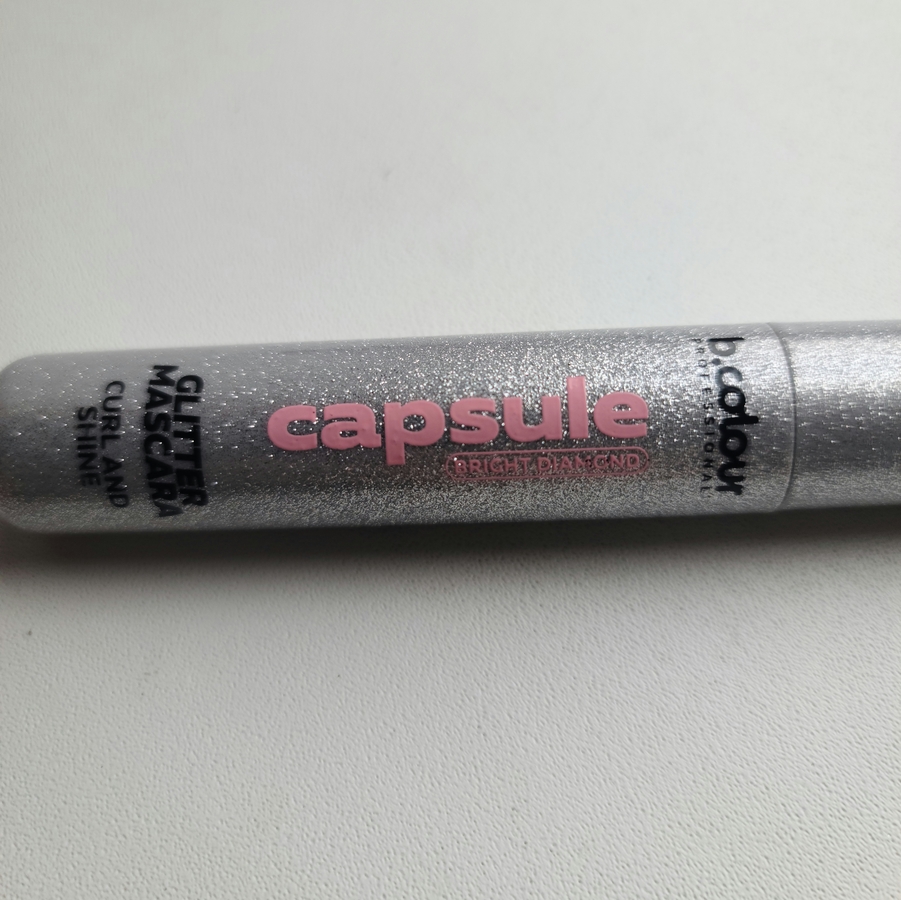 GLITTER
MASCARA
CURL AND
SHINE
capsule
BRIGHT DIAMOND
b.colour
PROFESSIONAL